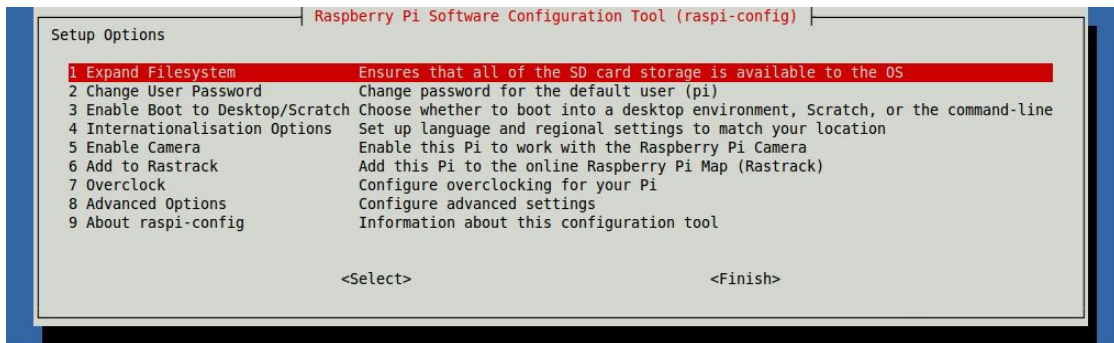 Raspberry Pi Software Configuration Tool (raspi-config)
Setup Options
1 Expand Filesystem Ensures that all of the SD card storage is available to the OS
2 Change User Password Change password for the default user (pi)
3 Enable Boot to Desktop/Scratch Choose whether to boot into a desktop environment, Scratch, or the command-line
4 Internationalisation Options Set up language and regional settings to match your location
5 Enable Camera Enable this Pi to work with the Raspberry Pi Camera
6 Add to Rastrack Add this Pi to the online Raspberry Pi Map (Rastrack)
7 Overclock Configure overclocking for your Pi
8 Advanced Options Configure advanced settings
9 About raspi-config Information about this configuration tool
<Select> <Finish>